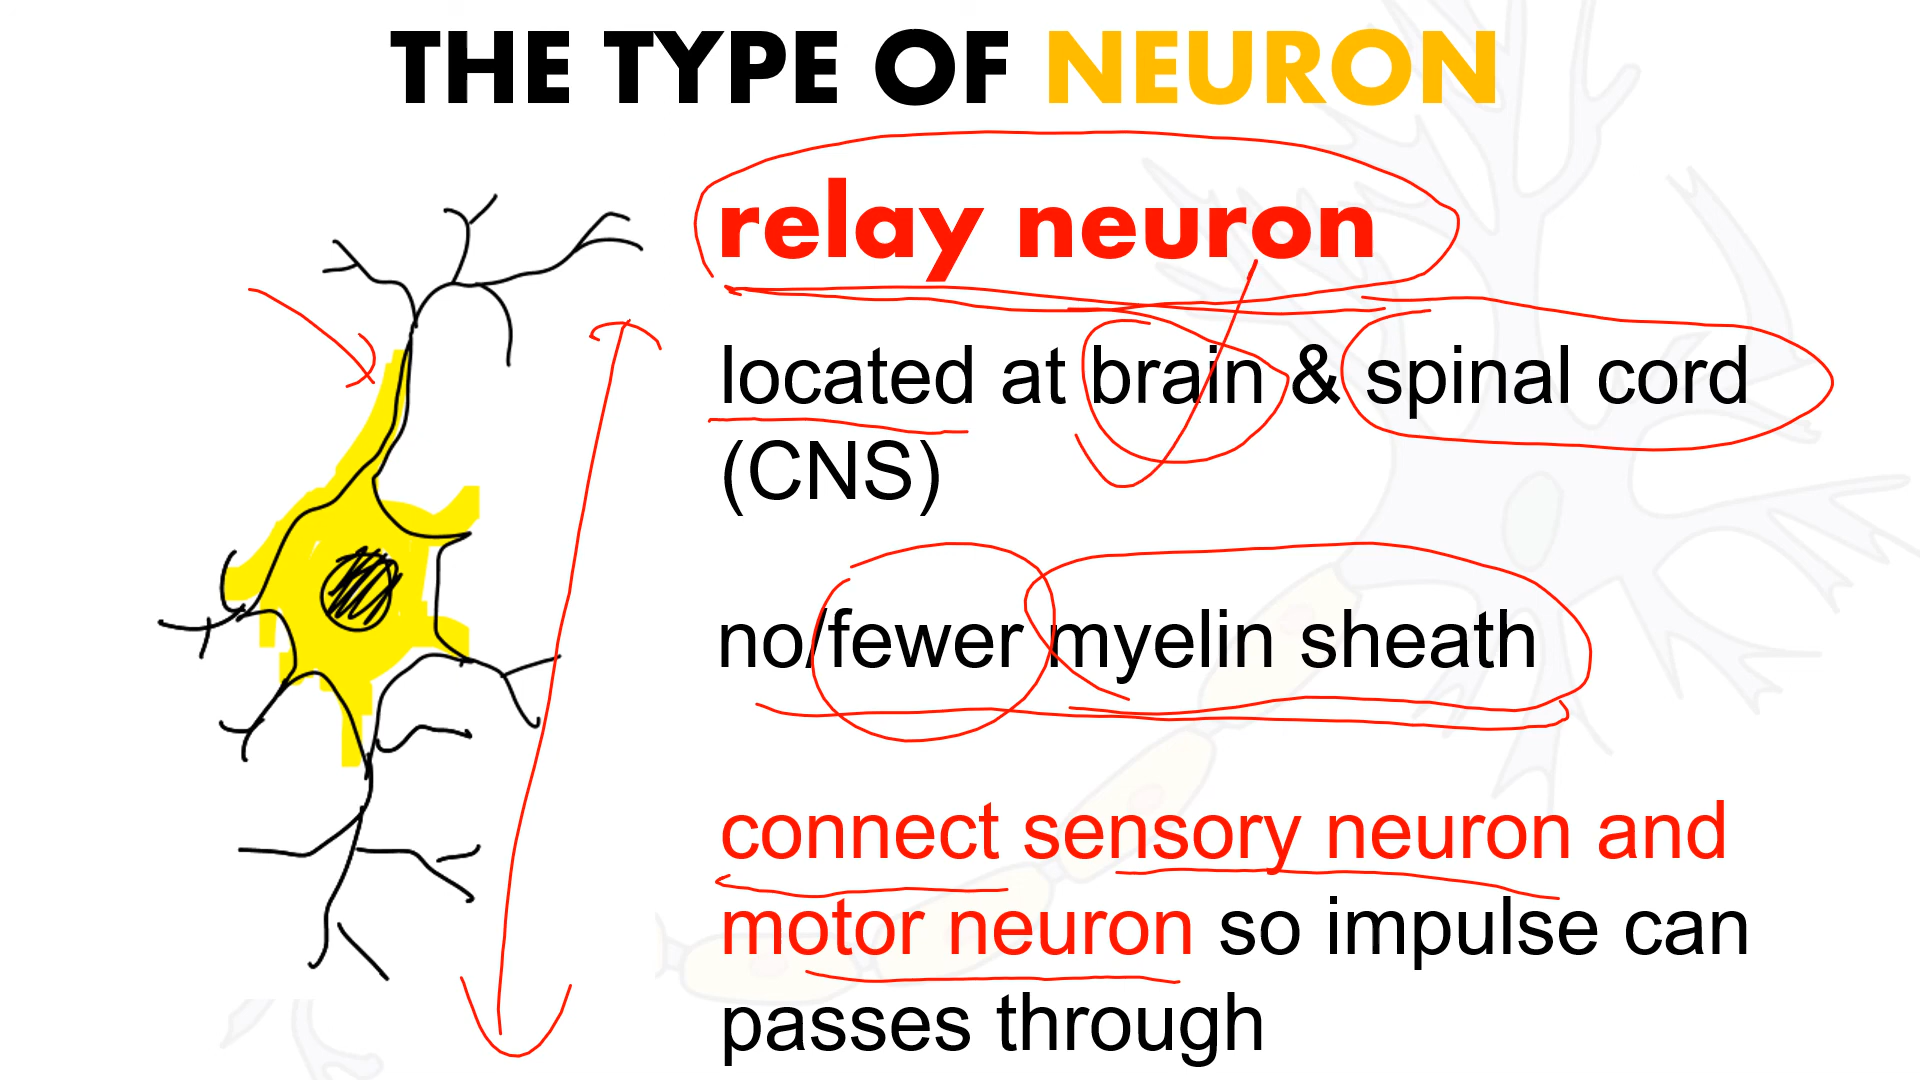 THE TYPE OF NEURON
relay neuron
located at brain & spinal cord
(CNS)
no/fewer myelin sheath
connect sensory neuron and
motor neuron so impulse can
passes through